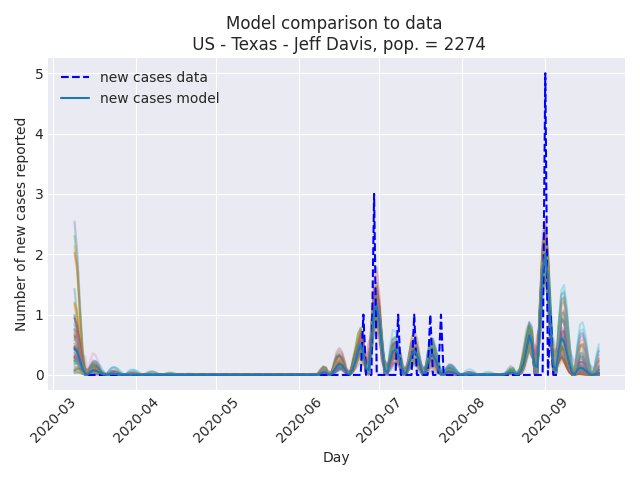 Model comparison to data
US - Texas - Jeff Davis, pop. = 2274
new cases data
new cases model
Number of new cases reported
5
4
3
2
1
0
2020-03
2020-04
2020-05
2020-06
2020-07
2020-08
2020-09
Day